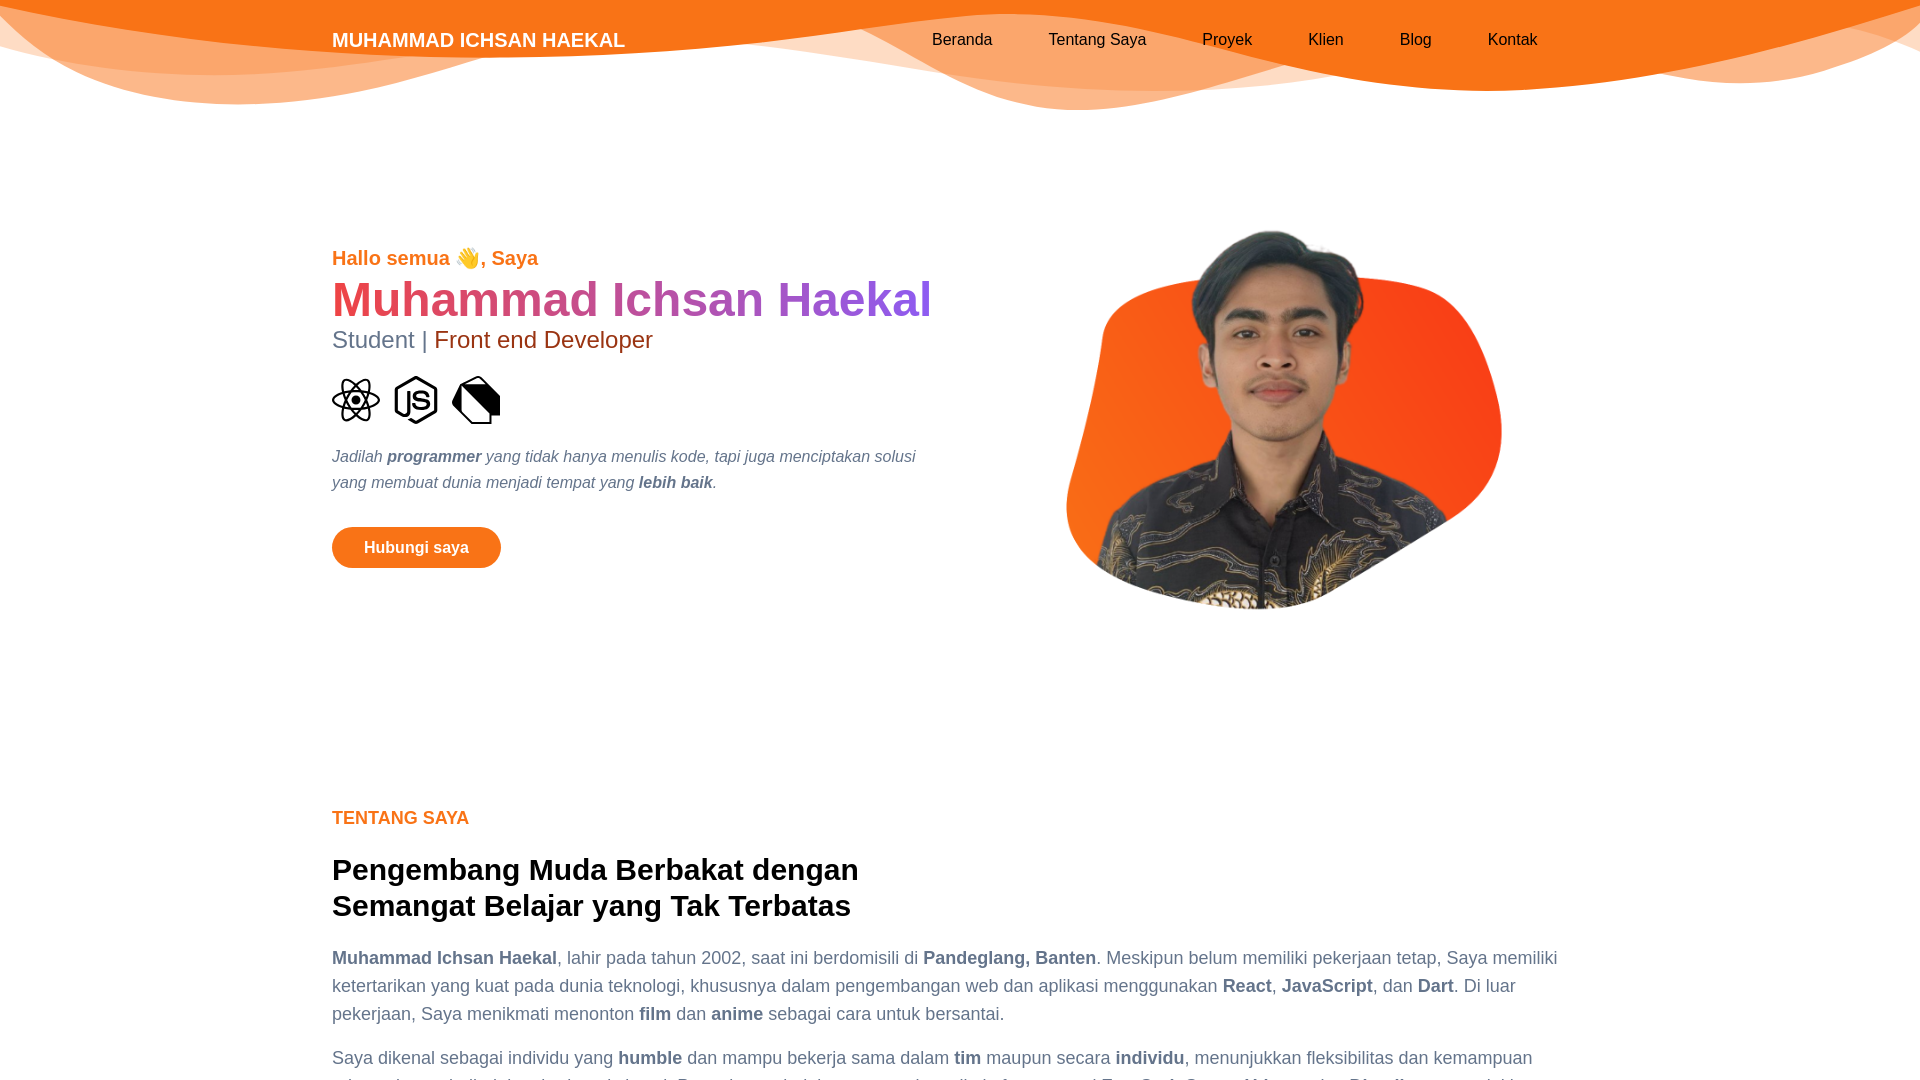 MUHAMMAD ICHSAN HAEKAL
Beranda
Tentang Saya
Proyek
Klien
Blog
Kontak
Hallo semua 👋, Saya
Muhammad Ichsan Haekal
Student | Front end Developer
Jadilah programmer yang tidak hanya menulis kode, tapi juga menciptakan solusi
yang membuat dunia menjadi tempat yang lebih baik.
Hubungi saya
TENTANG SAYA
Pengembang Muda Berbakat dengan
Semangat Belajar yang Tak Terbatas
Muhammad Ichsan Haekal, lahir pada tahun 2002, saat ini berdomisili di Pandeglang, Banten. Meskipun belum memiliki pekerjaan tetap, Saya memiliki
ketertarikan yang kuat pada dunia teknologi, khususnya dalam pengembangan web dan aplikasi menggunakan React, JavaScript, dan Dart. Di luar
pekerjaan, Saya menikmati menonton film dan anime sebagai cara untuk bersantai.
Saya dikenal sebagai individu yang humble dan mampu bekerja sama dalam tim maupun secara individu, menunjukkan fleksibilitas dan kemampuan